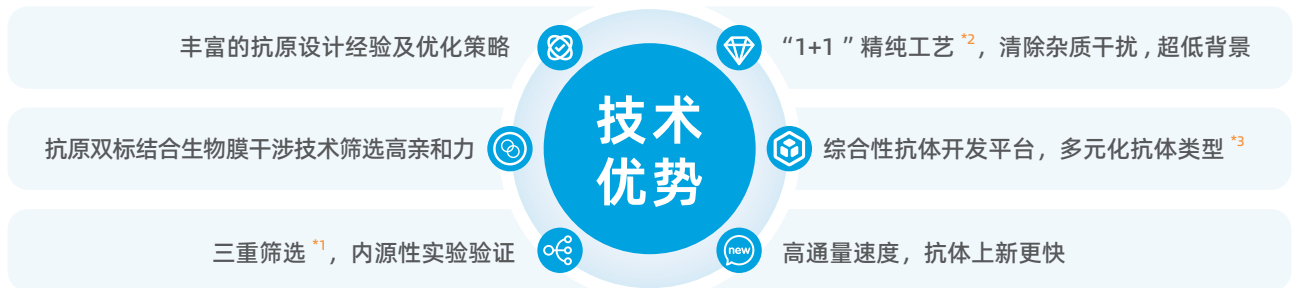 丰富的抗原设计经验及优化策略
抗原双标结合生物膜干涉技术筛选高亲和力
三重筛选 *1，内源性实验验证
技术
优势
“1+1 ”精纯工艺 *2，清除杂质干扰 , 超低背景
综合性抗体开发平台，多元化抗体类型 *3
new
高通量速度，抗体上新更快